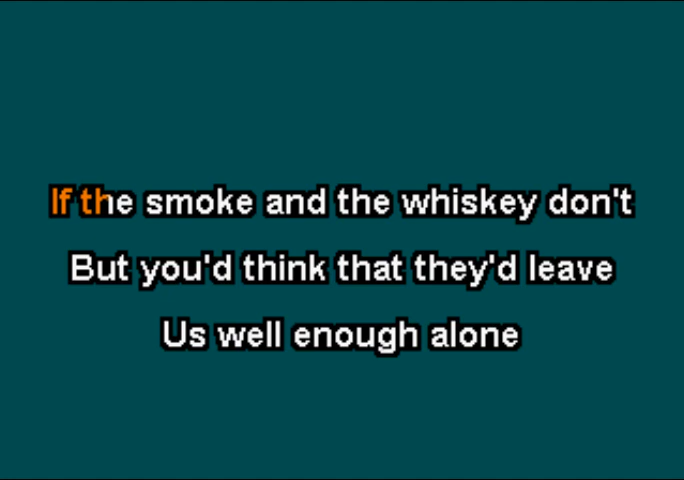 If the smoke and the whiskey don't
But you'd think that they'd leave
Us well enough alone